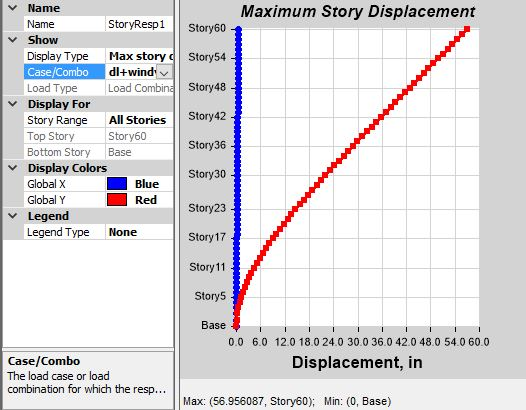 Name
Name StoryResp1
Show
Display Type Max story d
Case/Combo dl+windy
Load Type Load Combina
Display For
Story Range All Stories
Top Story Story60
Bottom Story Base
Display Colors
Global X Blue
Global Y Red
Legend
Legend Type None
Case/Combo
The load case or load
combination for which the resp...
Maximum Story Displacement
Story60
Story54
Story48
Story42
Story36
Story30
Story23
Story17
Story11
Story5
Base
0.0 6.0 12.0 18.0 24.0 30.0 36.0 42.0 48.0 54.0 60.0
Displacement, in
Max: (56.956087, Story60); Min: (0, Base)